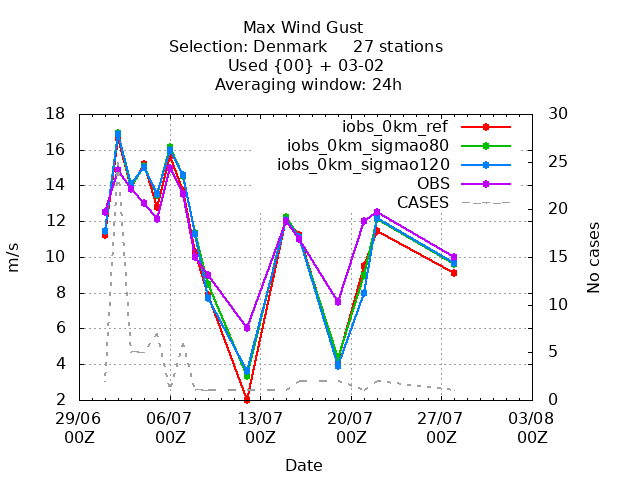 Max Wind Gust
Selection: Denmark     27 stations
Used {00} + 03-02
Averaging window: 24h
18 30
iobs_0km_ref
16 25
iobs_0km_sigmao80
iobs_0km_sigmao120
14 20
OBS
CASES
12 15
10
8 10
6
4 5
2 0
m/s
No cases
29/06 06/07 13/07 20/07 27/07 03/08
00Z 00Z 00Z 00Z 00Z 00Z
Date